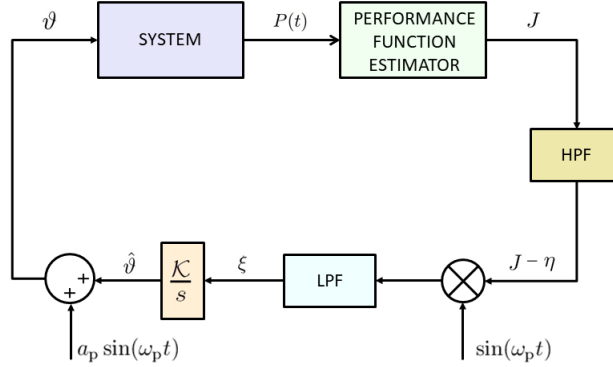 ϑ
SYSTEM
P(t)
PERFORMANCE
FUNCTION
ESTIMATOR
J
HPF
J − η
sin(ω_p t)
LPF
ξ
𝒦/s
ϑ̂
+
+
a_p sin(ω_p t)